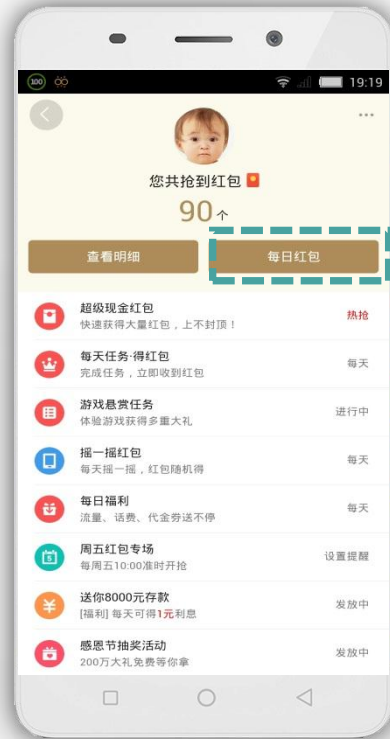 100
19:19
您共抢到红包
90个
查看明细
每日红包
超级现金红包
快速获得大量红包，上不封顶！
热抢
每天任务·得红包
完成任务，立即收到红包
每天
游戏悬赏任务
体验游戏获得多重大礼
进行中
摇一摇红包
每天摇一摇，红包随机得
每天
每日福利
流量、话费、代金券送不停
每天
周五红包专场
每周五10:00准时开抢
设置提醒
送你8000元存款
[福利] 每天可得1元利息
发放中
感恩节抽奖活动
200万大礼免费等你拿
发放中